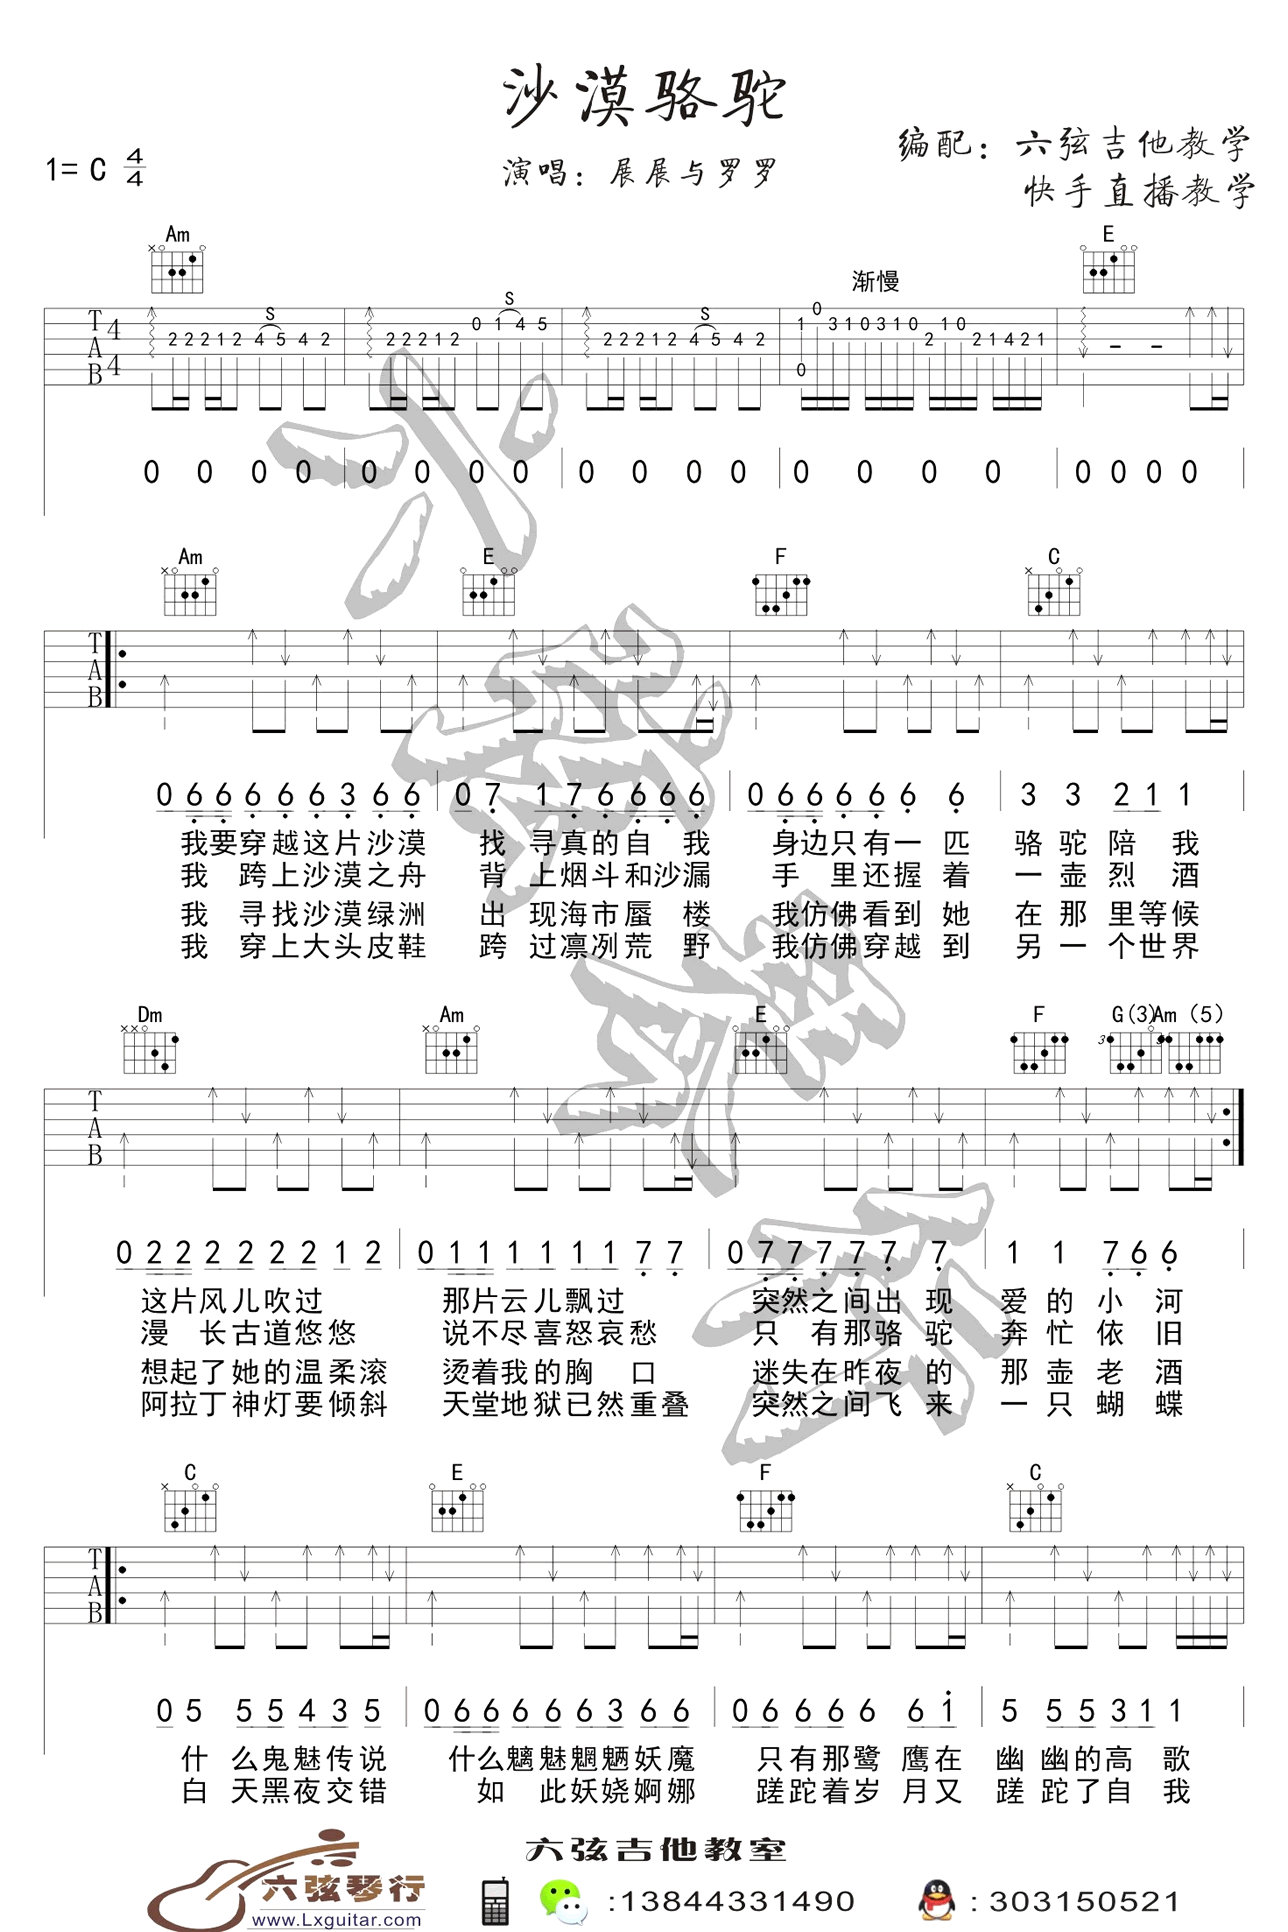 沙漠骆驼
1= C 4/4
演唱：展展与罗罗
编配：六弦吉他教学
快手直播教学
Am E
渐慢
S S S
T 4 2 2 2 1 2 4 5 4 2 2 2 2 1 2 0 1 4 5 2 2 2 1 2 4 5 4 2 1 0 3 1 0 3 1 0 2 1 0 2 1 4 2 1 - -
A 4 0
B
0 0 0 0 0 0 0 0 0 0 0 0 0 0 0 0 0 0 0 0
Am E F C
T
A
B
0 6 6 6 6 6 3 6 6 0 7 1 7 6 6 6 6 0 6 6 6 6 6 6 3 3 2 1 1
我要穿越这片沙漠 找 寻真的自 我 身边只有一 匹 骆 驼 陪 我
我 跨上沙漠之舟 背 上烟斗和沙漏 手 里还握 着 一 壶 烈 酒
我 寻找沙漠绿洲 出 现海市蜃 楼 我仿佛看到 她 在 那 里等候
我 穿上大头皮鞋 跨 过凛冽荒 野 我仿佛穿越 到 另 一 个世界
Dm Am E F G(3) Am（5）
3 5
T
A
B
0 2 2 2 2 2 2 1 2 0 1 1 1 1 1 1 7 7 0 7 7 7 7 7 7 1 1 7 6 6
这片风儿吹过 那片云儿飘过 突然之间出 现 爱 的 小 河
漫 长古道悠悠 说不尽喜怒哀愁 只 有那骆 驼 奔 忙 依 旧
想起了她的温柔滚 烫着我的胸 口 迷失在昨夜 的 那 壶 老 酒
阿拉丁神灯要倾斜 天堂地狱已然重叠 突然之间飞 来 一 只 蝴 蝶
C E F C
T
A
B
0 5 5 5 4 3 5 0 6 6 6 6 3 6 6 0 6 6 6 6 6 1 5 5 5 3 1 1
什 么鬼魅传说 什么魑魅魍魉妖魔 只有那鹭 鹰在 幽 幽的高 歌
白 天黑夜交错 如 此妖娆婀娜 蹉跎着岁 月又 蹉 跎了自 我
六弦吉他教室
六弦琴行
www.Lxguitar.com
:13844331490
: 303150521
六弦琴行